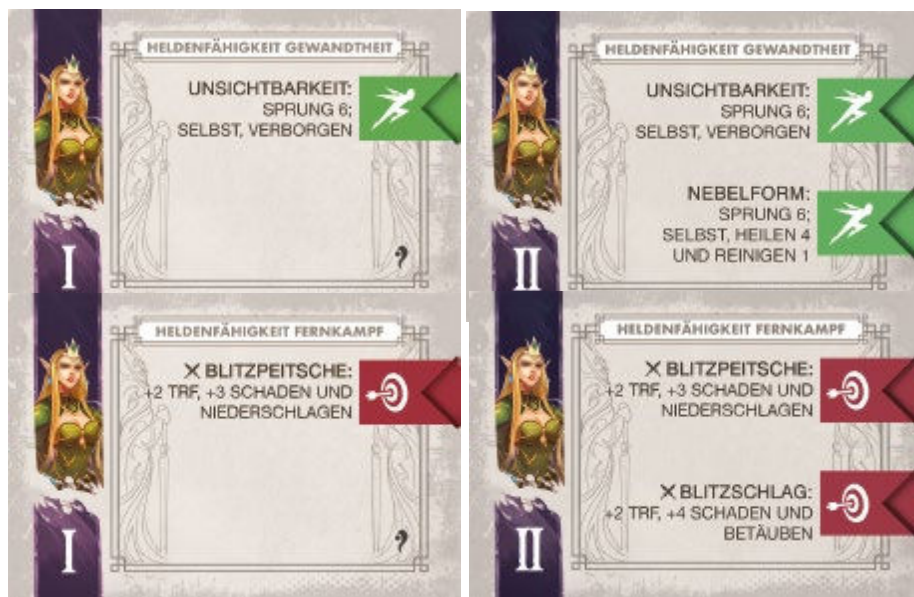 HELDENFÄHIGKEIT GEWANDTHEIT
UNSICHTBARKEIT:
SPRUNG 6;
SELBST, VERBORGEN
I
HELDENFÄHIGKEIT GEWANDTHEIT
UNSICHTBARKEIT:
SPRUNG 6;
SELBST, VERBORGEN
NEBELFORM:
SPRUNG 6;
SELBST, HEILEN 4
UND REINIGEN 1
II
HELDENFÄHIGKEIT FERNKAMPF
BLITZPEITSCHE:
+2 TRF, +3 SCHADEN UND
NIEDERSCHLAGEN
I
HELDENFÄHIGKEIT FERNKAMPF
BLITZPEITSCHE:
+2 TRF, +3 SCHADEN UND
NIEDERSCHLAGEN
BLITZSCHLAG:
+2 TRF, +4 SCHADEN UND
BETÄUBEN
II